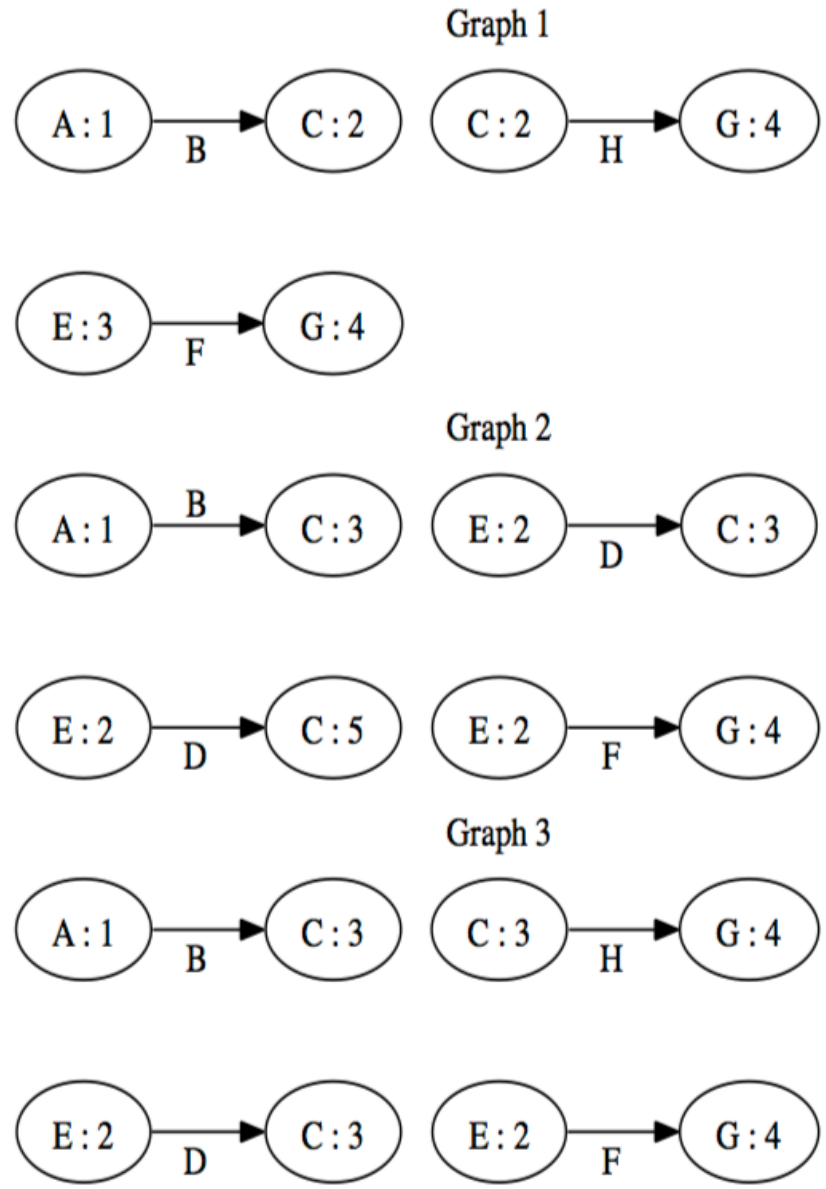 Graph 1
A : 1 B C : 2 C : 2 H G : 4
E : 3 F G : 4
Graph 2
A : 1 B C : 3 E : 2 D C : 3
E : 2 D C : 5 E : 2 F G : 4
Graph 3
A : 1 B C : 3 C : 3 H G : 4
E : 2 D C : 3 E : 2 F G : 4